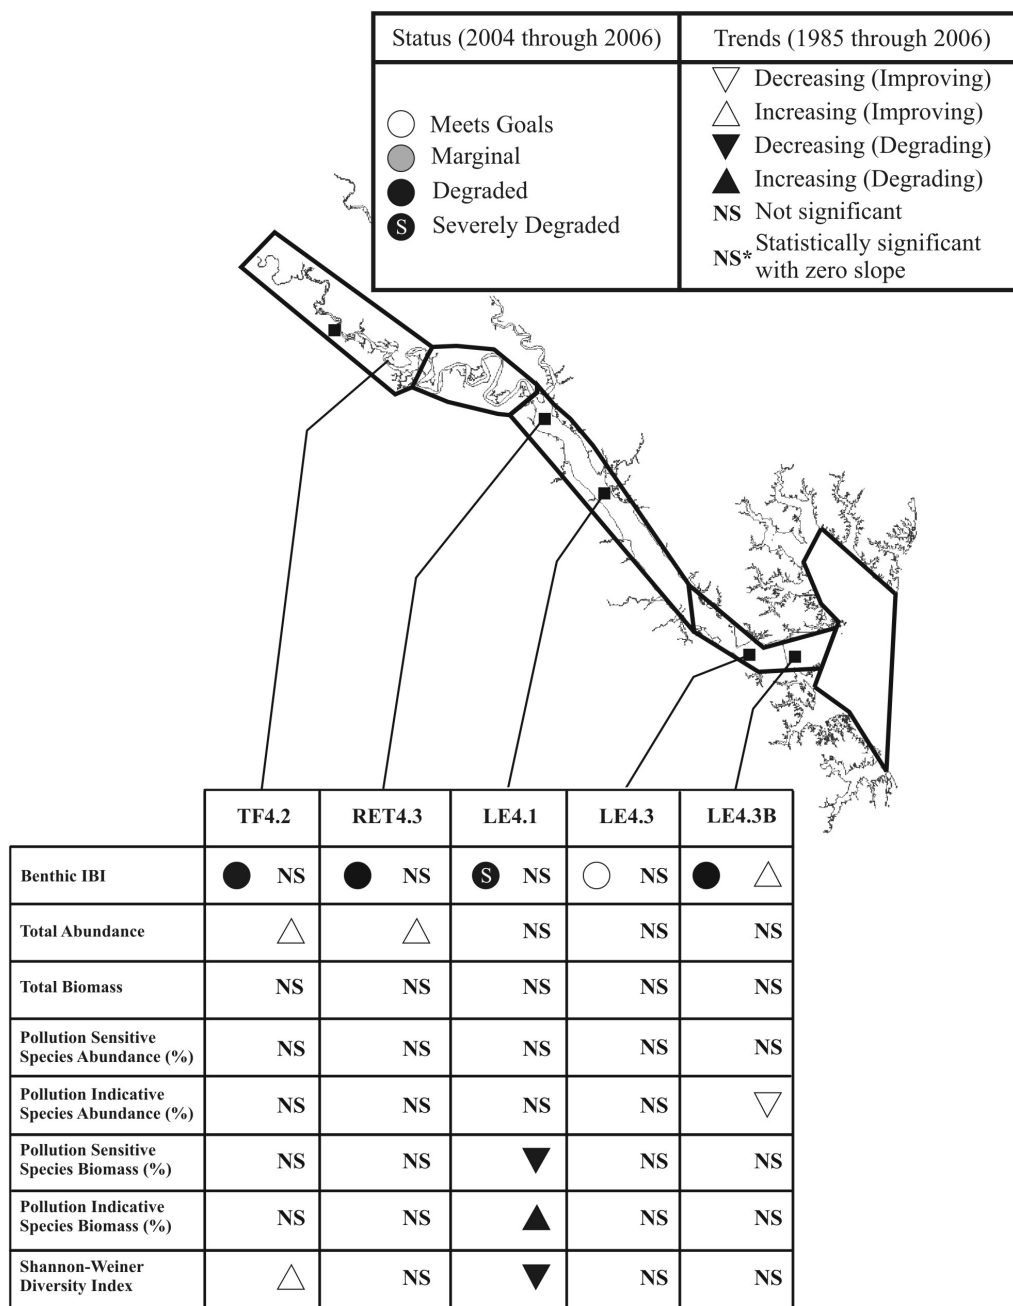 Status (2004 through 2006)
Trends (1985 through 2006)
Meets Goals
Marginal
Degraded
S Severely Degraded
Decreasing (Improving)
Increasing (Improving)
Decreasing (Degrading)
Increasing (Degrading)
NS Not significant
NS* Statistically significant
with zero slope
TF4.2 RET4.3 LE4.1 LE4.3 LE4.3B
Benthic IBI NS NS S NS NS
Total Abundance NS NS NS
Total Biomass NS NS NS NS NS
Pollution Sensitive
Species Abundance (%) NS NS NS NS NS
Pollution Indicative
Species Abundance (%) NS NS NS NS
Pollution Sensitive
Species Biomass (%) NS NS NS NS
Pollution Indicative
Species Biomass (%) NS NS NS NS
Shannon-Weiner
Diversity Index NS NS NS